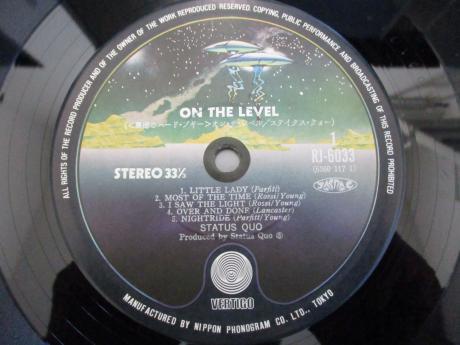 ALL RIGHTS OF THE RECORD PRODUCER AND OF THE OWNER OF THE WORK REPRODUCED RESERVED COPYING, PUBLIC PERFORMANCE AND BROADCASTING OF THIS RECORD PROHIBITED
ON THE LEVEL
1
RJ-6033
(6360 117 1)
STEREO 33⅓
1. LITTLE LADY (Parfitt)
2. MOST OF THE TIME (Rossi/Young)
3. I SAW THE LIGHT (Rossi/Young)
4. OVER AND DONE (Lancaster)
5. NIGHTRIDE (Parfitt/Young)
STATUS QUO
Produced by Status Quo
VERTIGO
MANUFACTURED BY NIPPON PHONOGRAM CO. LTD., TOKYO